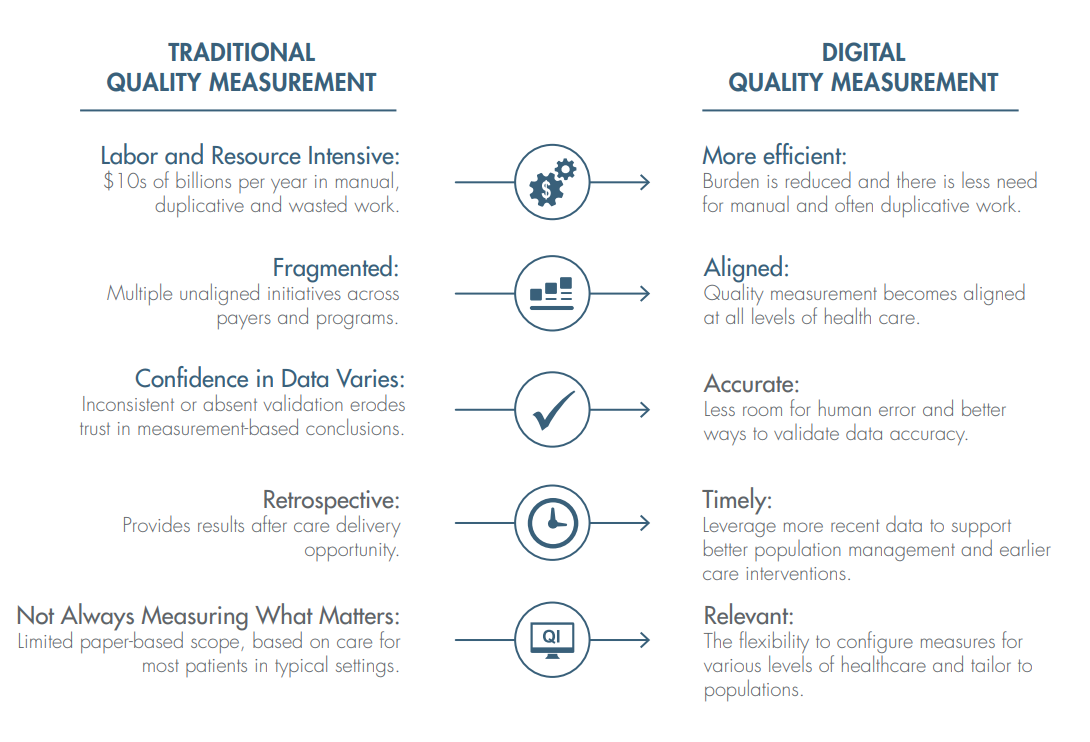 TRADITIONAL
QUALITY MEASUREMENT
DIGITAL
QUALITY MEASUREMENT
Labor and Resource Intensive:
$10s of billions per year in manual,
duplicative and wasted work.
$
More efficient:
Burden is reduced and there is less need
for manual and often duplicative work.
Fragmented:
Multiple unaligned initiatives across
payers and programs.
Aligned:
Quality measurement becomes aligned
at all levels of health care.
Confidence in Data Varies:
Inconsistent or absent validation erodes
trust in measurement-based conclusions.
Accurate:
Less room for human error and better
ways to validate data accuracy.
Retrospective:
Provides results after care delivery
opportunity.
Timely:
Leverage more recent data to support
better population management and earlier
care interventions.
Not Always Measuring What Matters:
Limited paper-based scope, based on care for
most patients in typical settings.
QI
Relevant:
The flexibility to configure measures for
various levels of healthcare and tailor to
populations.